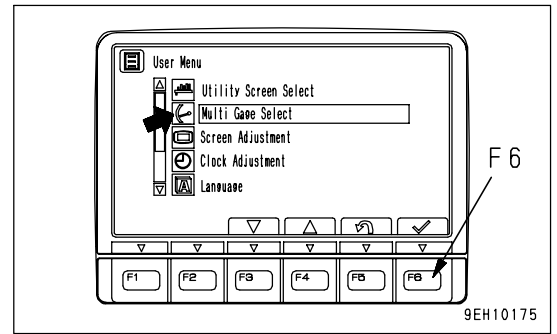 User Menu
Utility Screen Select
Multi Gage Select
Screen Adjustment
Clock Adjustment
A Language
F 6
F1 F2 F3 F4 F5 F6
9EH10175